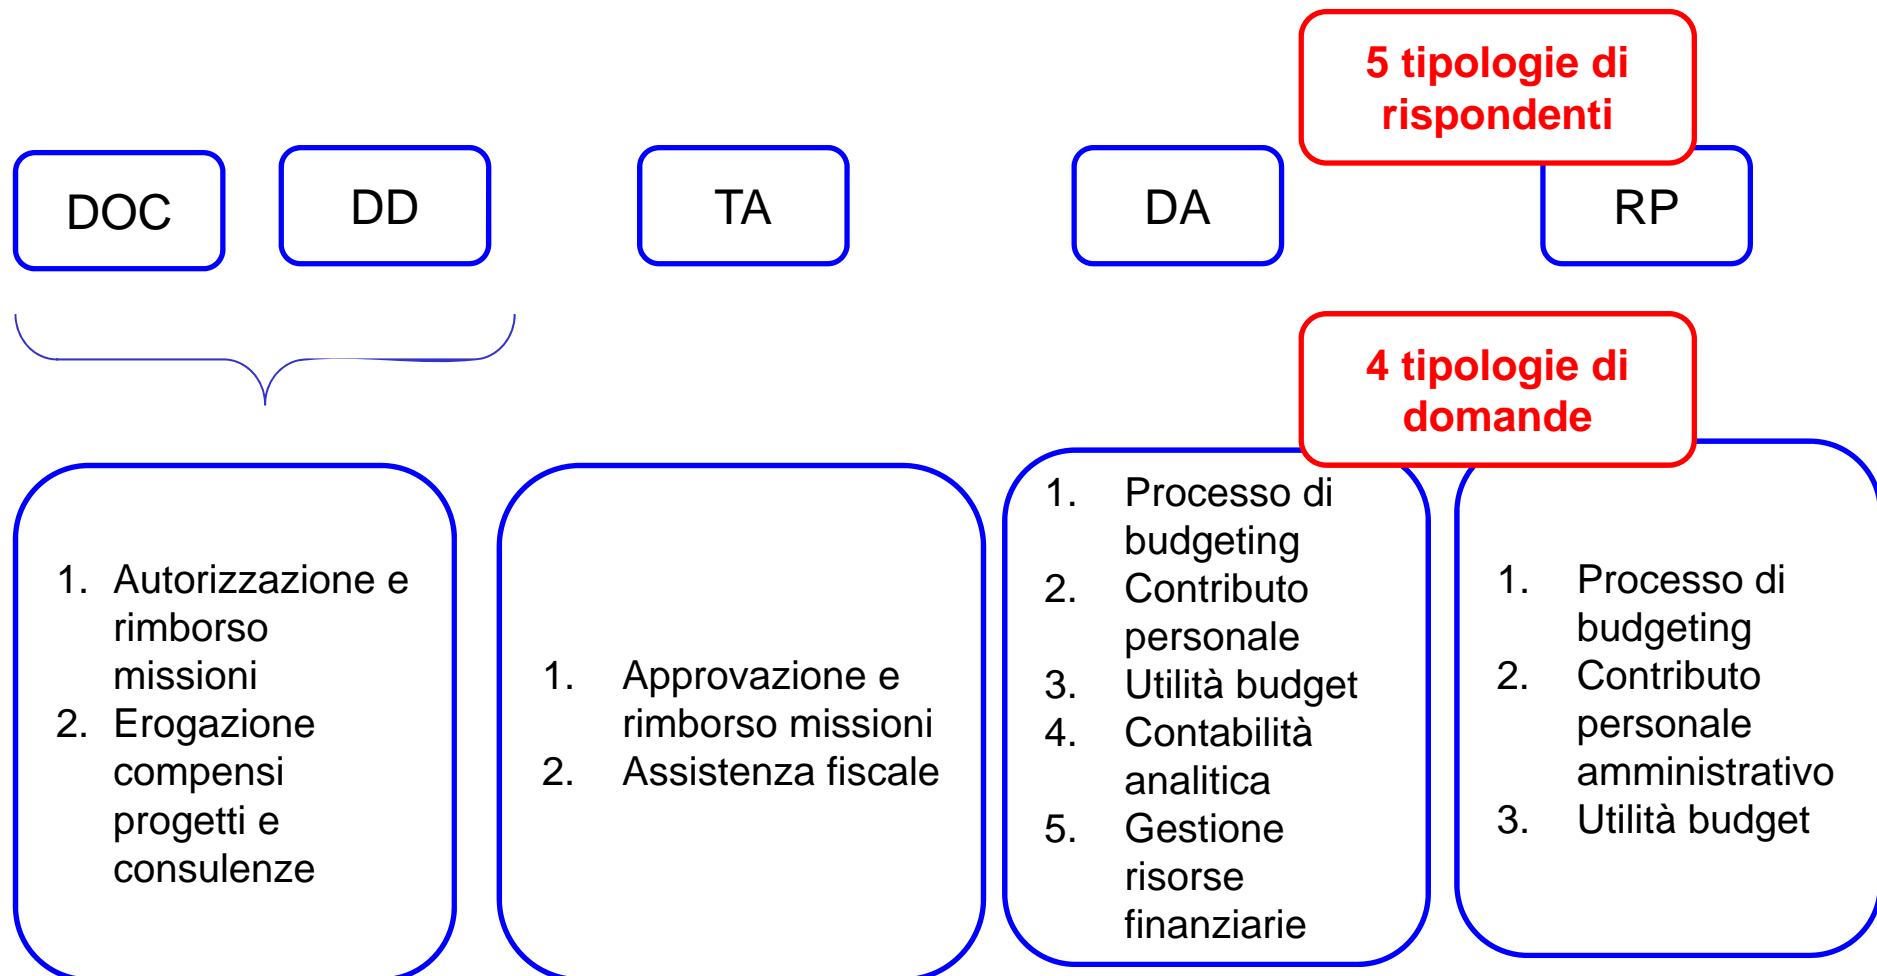 5 tipologie di
rispondenti
DOC
DD
TA
DA
RP
4 tipologie di
domande
1. Autorizzazione e
rimborso
missioni
2. Erogazione
compensi
progetti e
consulenze
1. Approvazione e
rimborso missioni
2. Assistenza fiscale
1. Processo di
budgeting
2. Contributo
personale
3. Utilità budget
4. Contabilità
analitica
5. Gestione
risorse
finanziarie
1. Processo di
budgeting
2. Contributo
personale
amministrativo
3. Utilità budget